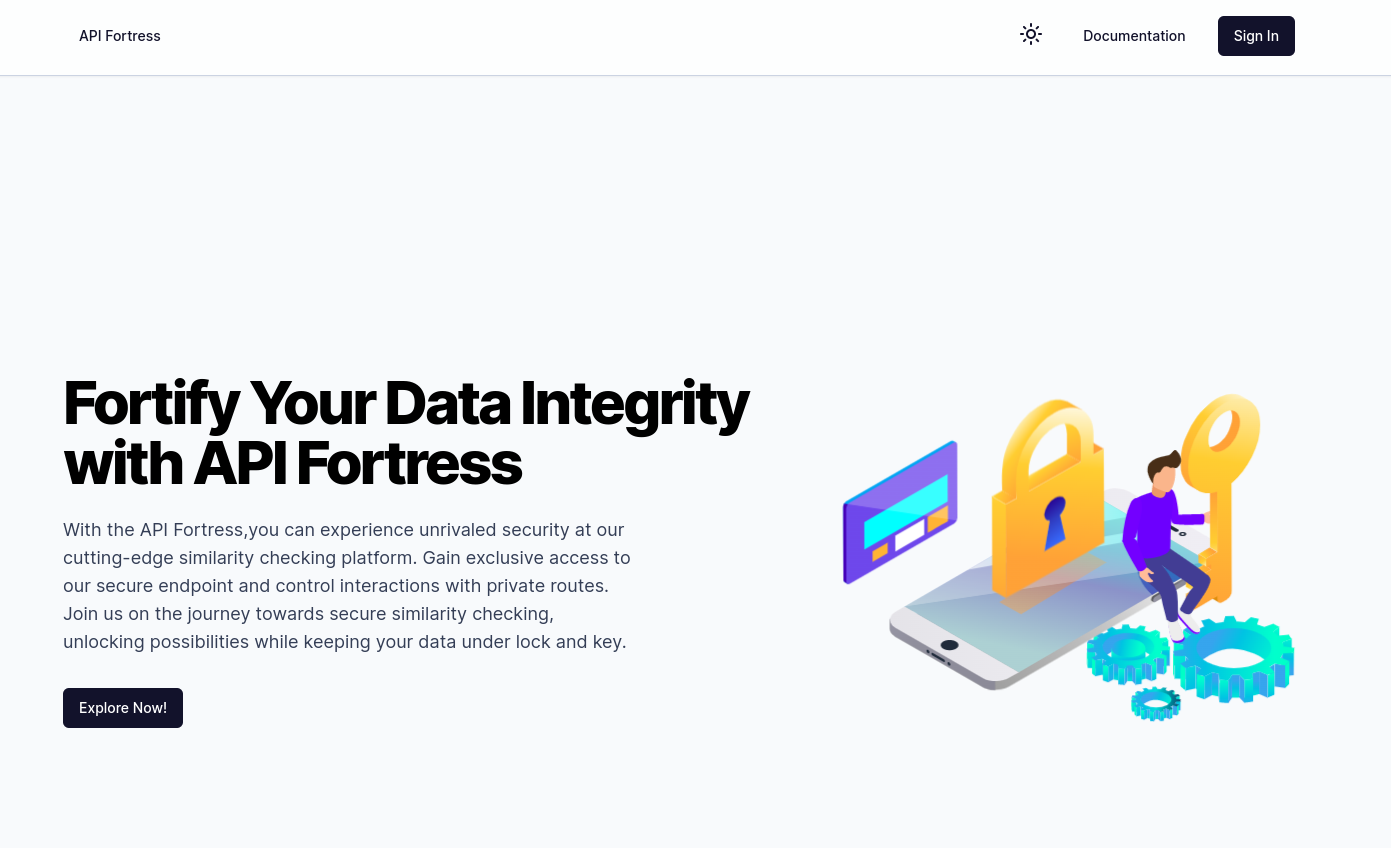 API Fortress
Documentation
Sign In
Fortify Your Data Integrity
with API Fortress
With the API Fortress,you can experience unrivaled security at our
cutting-edge similarity checking platform. Gain exclusive access to
our secure endpoint and control interactions with private routes.
Join us on the journey towards secure similarity checking,
unlocking possibilities while keeping your data under lock and key.
Explore Now!